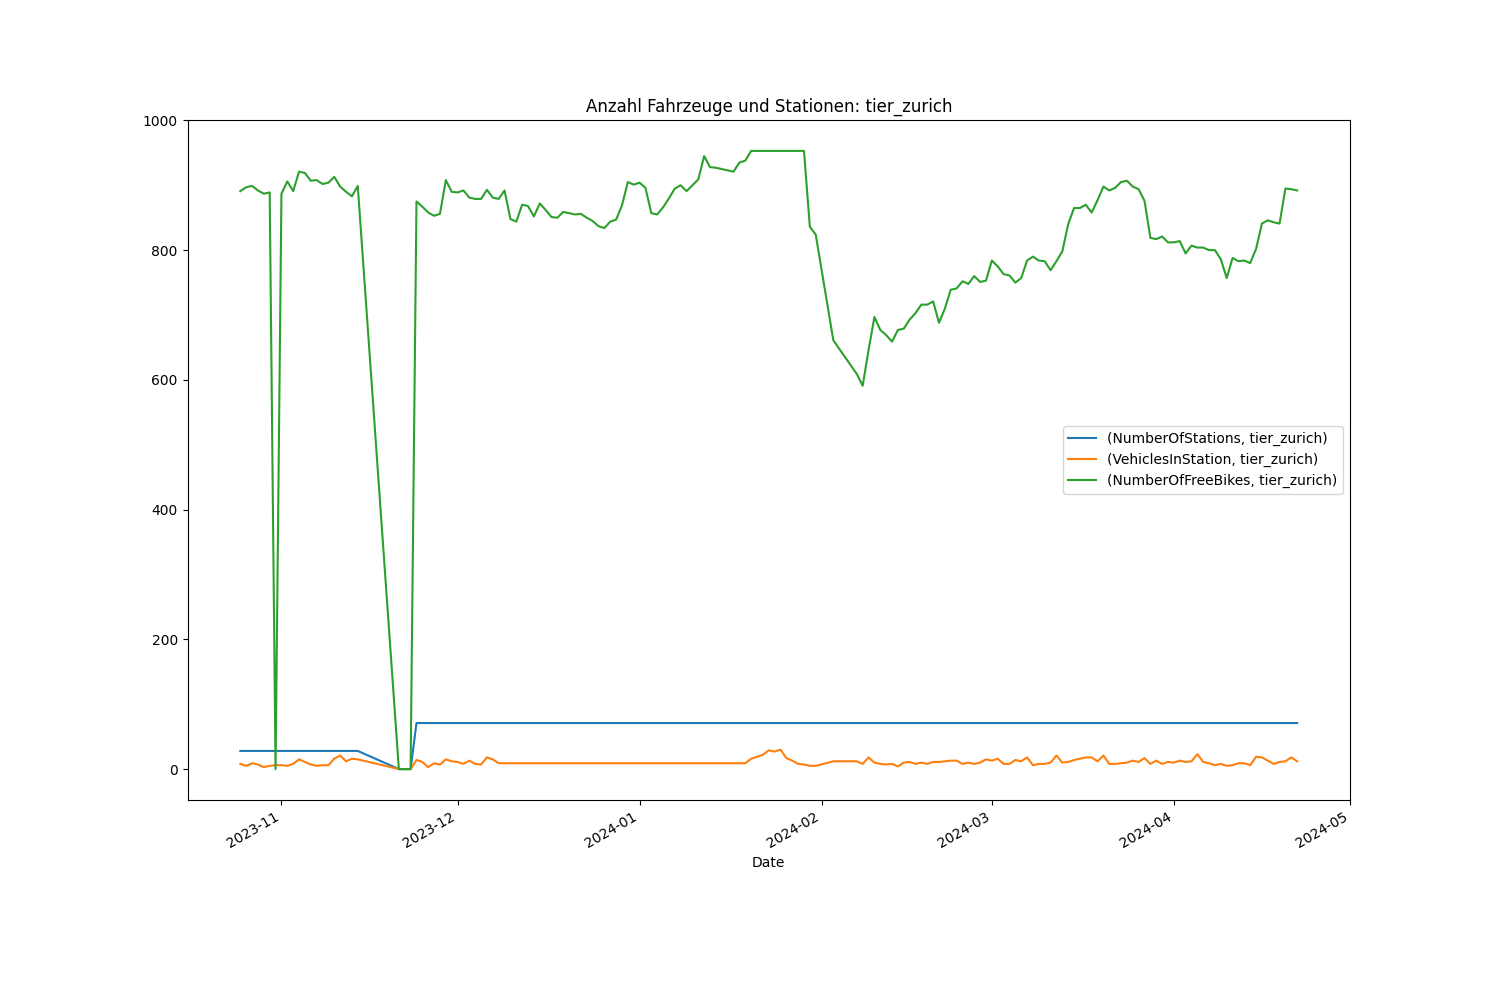 Anzahl Fahrzeuge und Stationen: tier_zurich
1000
800
600
400
200
0
(NumberOfStations, tier_zurich)
(VehiclesInStation, tier_zurich)
(NumberOfFreeBikes, tier_zurich)
2023-11
2023-12
2024-01
2024-02
2024-03
2024-04
2024-05
Date